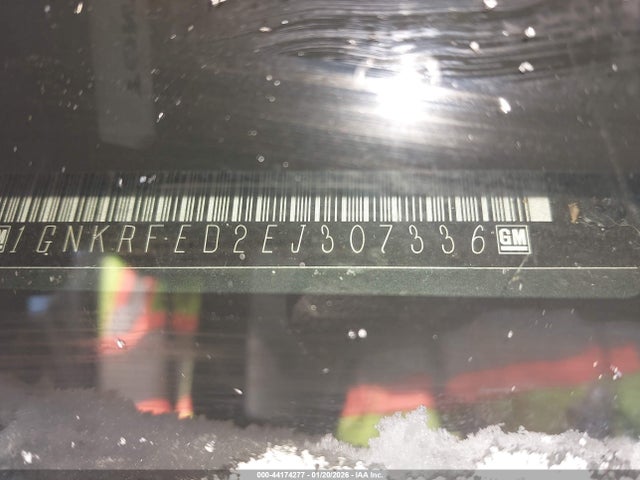 1GNKRFED2EJ307336 GM
000-44174277 - 01/20/2026 - IAA Inc.